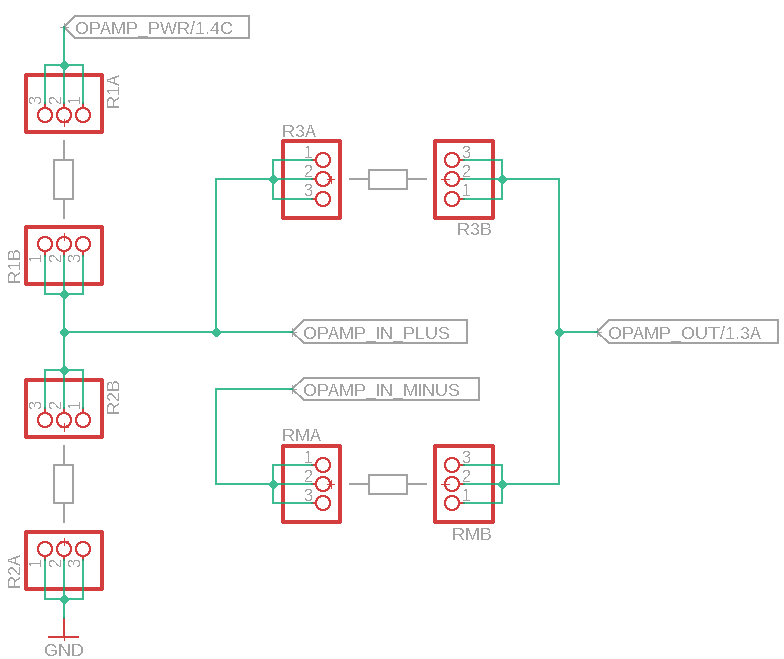 OPAMP_PWR/1.4C
3 2 1
R1A
R3A
1
2
3
3
2
1
R3B
R1B
1 2 3
OPAMP_IN_PLUS
OPAMP_OUT/1.3A
OPAMP_IN_MINUS
3 2 1
R2B
RMA
1
2
3
3
2
1
RMB
R2A
1 2 3
GND